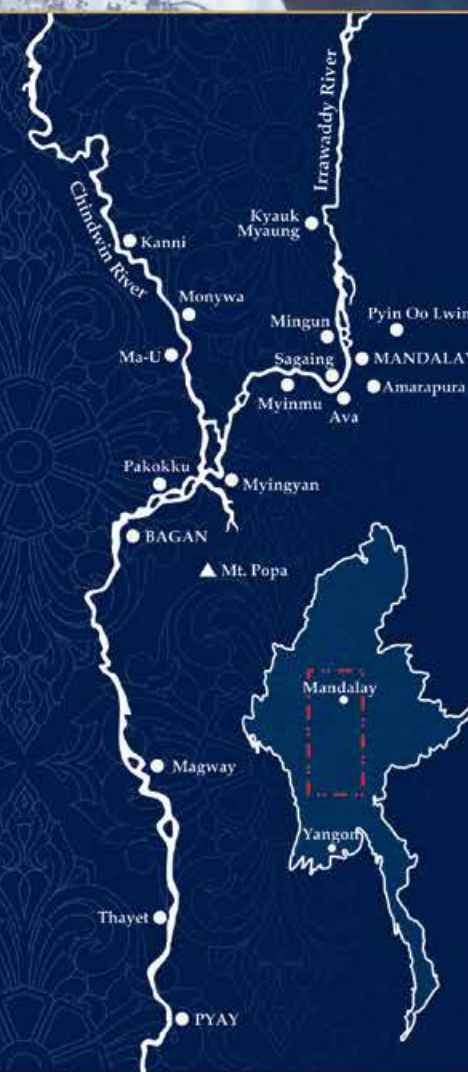 Irrawaddy River
Chindwin River
Kyauk
Myaung
Kanni
Monywa
Mingun
Pyin Oo Lwin
Ma-U
Sagaing
MANDALAY
Myinmu
Amarapura
Ava
Pakokku
Myingyan
BAGAN
Mt. Popa
Mandalay
Magway
Yangon
Thayet
PYAY